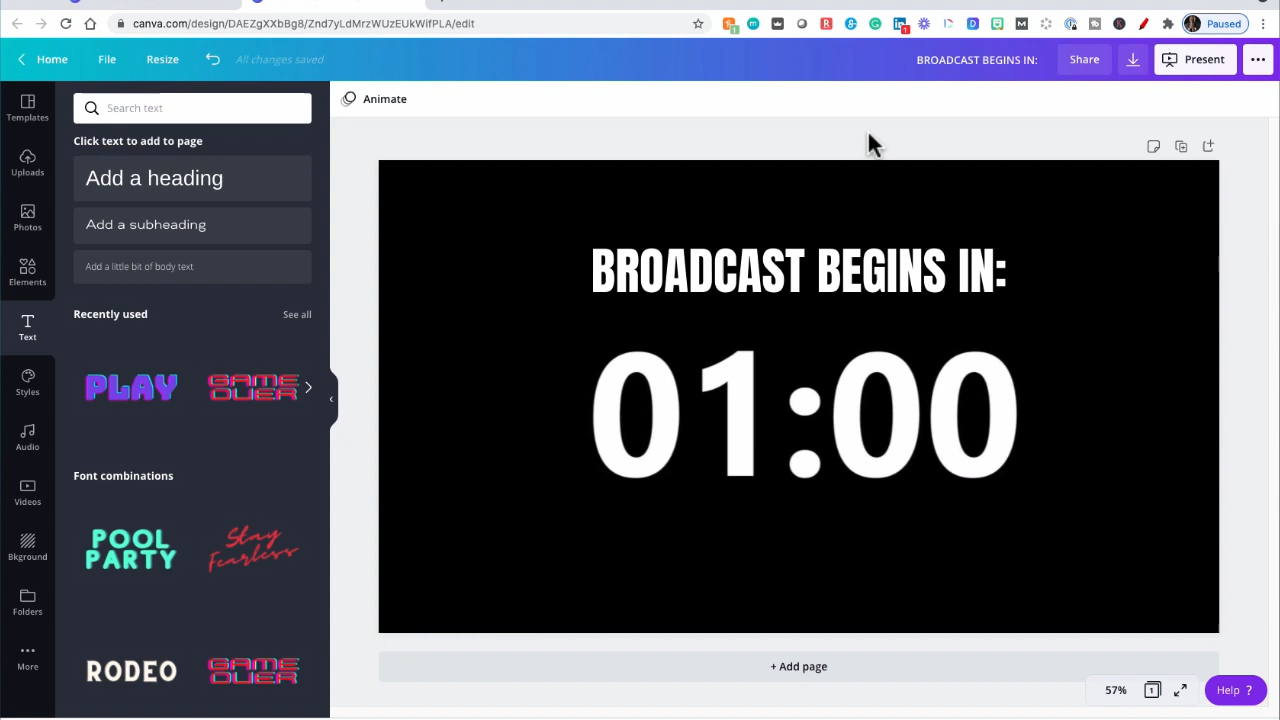 canva.com/design/DAEZgXXbBg8/Znd7yLdMrzWUzEUkWifPLA/edit
Paused
Home
File
Resize
All changes saved
BROADCAST BEGINS IN:
Share
Present
Templates
Uploads
Photos
Elements
Text
Styles
Audio
Videos
Bkground
Folders
More
Search text
Click text to add to page
Add a heading
Add a subheading
Add a little bit of body text
Recently used
See all
PLAY
GAME
OVER
Font combinations
POOL
PARTY
Stay
Fearless
RODEO
GAME
OVER
Animate
BROADCAST BEGINS IN:
01:00
+ Add page
57%
1
Help ?